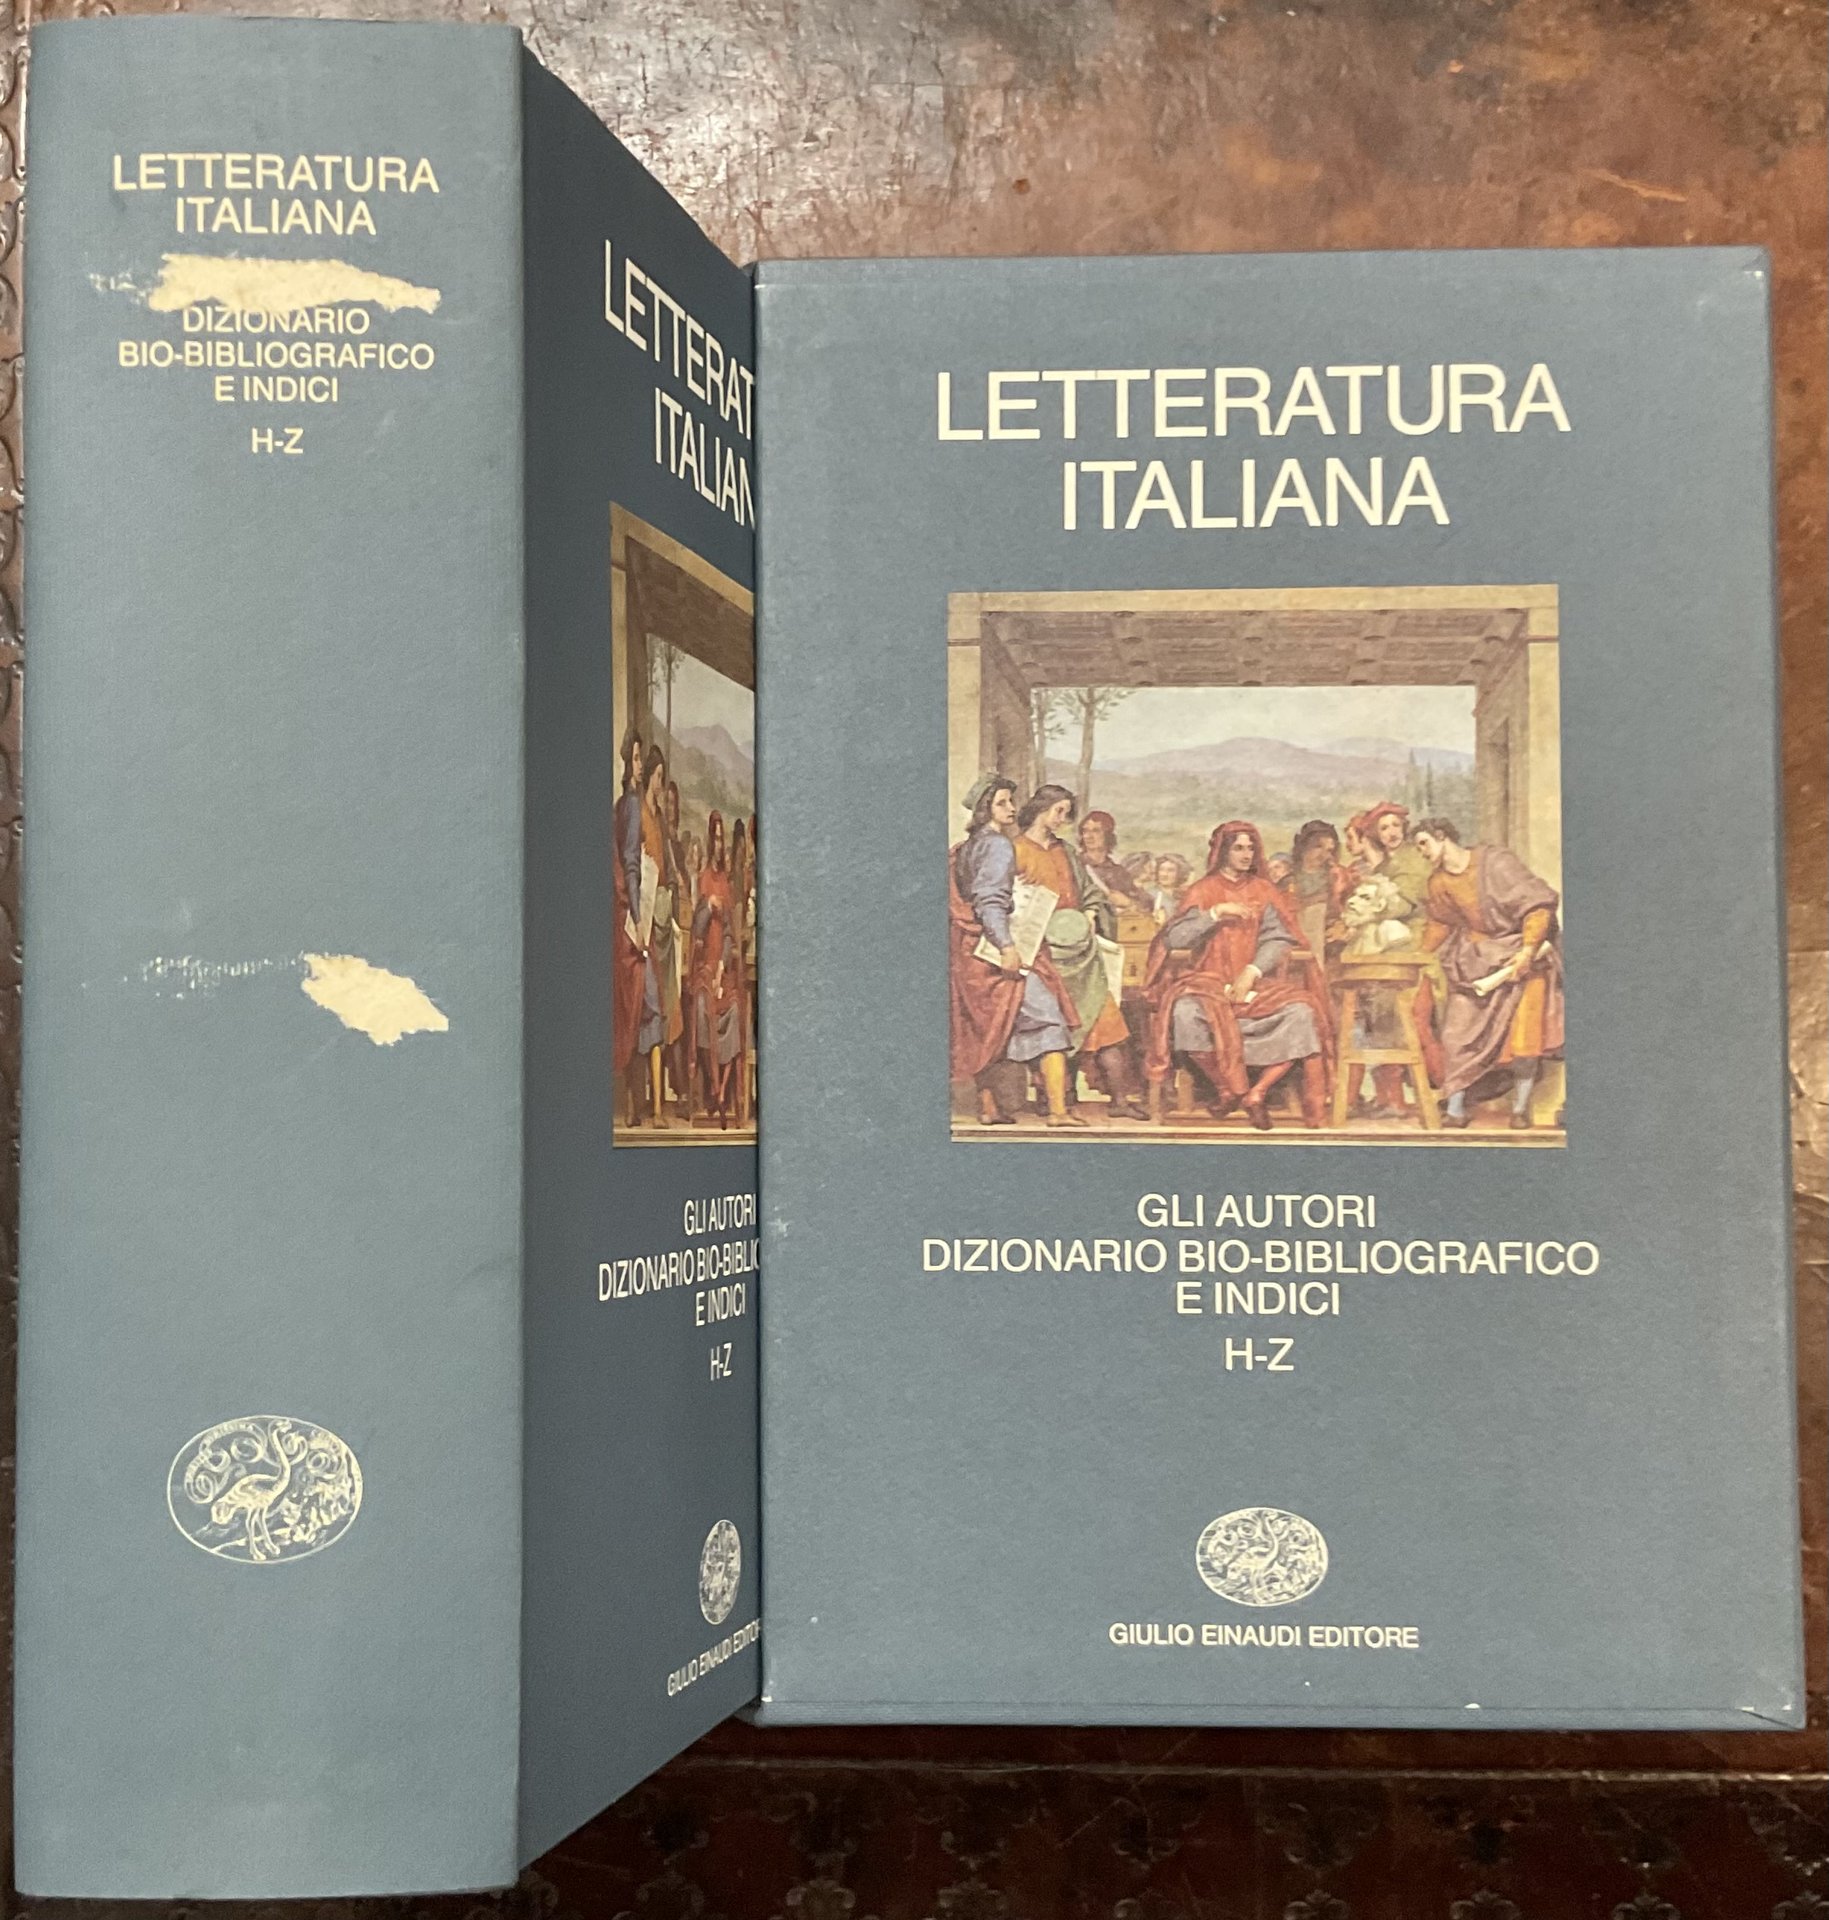 LETTERATURA
ITALIANA
DIZIONARIO
BIO-BIBLIOGRAFICO
E INDICI
H-Z
LETTERAT
ITALIAN
GLI AUTORI
DIZIONARIO BIO-BIBLIO
E INDICI
H-Z
GIULIO EINAUDI EDITOR
LETTERATURA
ITALIANA
GLI AUTORI
DIZIONARIO BIO-BIBLIOGRAFICO
E INDICI
H-Z
GIULIO EINAUDI EDITORE